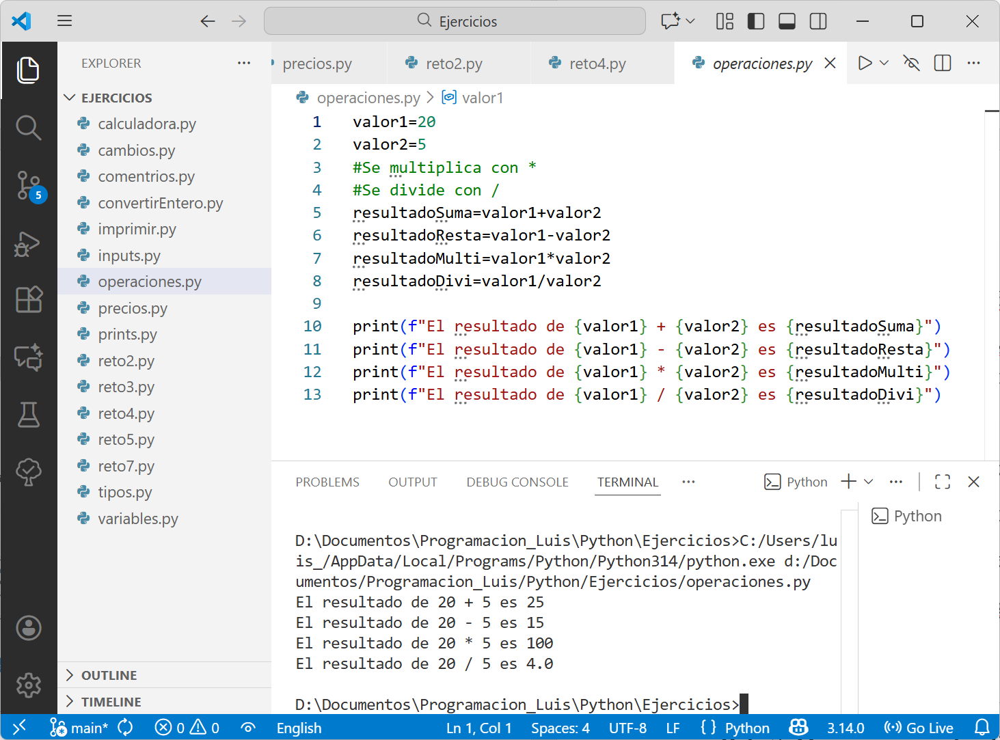 Ejercicios
EXPLORER
precios.py
reto2.py
reto4.py
operaciones.py
EJERCICIOS
calculadora.py
cambios.py
comentrios.py
convertirEntero.py
imprimir.py
inputs.py
operaciones.py
precios.py
prints.py
reto2.py
reto3.py
reto4.py
reto5.py
reto7.py
tipos.py
variables.py
OUTLINE
TIMELINE
5
operaciones.py > valor1
1 valor1=20
2 valor2=5
3 #Se multiplica con *
4 #Se divide con /
5 resultadoSuma=valor1+valor2
6 resultadoResta=valor1-valor2
7 resultadoMulti=valor1*valor2
8 resultadoDivi=valor1/valor2
9
10 print(f"El resultado de {valor1} + {valor2} es {resultadoSuma}")
11 print(f"El resultado de {valor1} - {valor2} es {resultadoResta}")
12 print(f"El resultado de {valor1} * {valor2} es {resultadoMulti}")
13 print(f"El resultado de {valor1} / {valor2} es {resultadoDivi}")
PROBLEMS OUTPUT DEBUG CONSOLE TERMINAL Python
Python
D:\Documentos\Programacion_Luis\Python\Ejercicios>C:/Users/lu
is_/AppData/Local/Programs/Python/Python314/python.exe d:/Doc
umentos/Programacion_Luis/Python/Ejercicios/operaciones.py
El resultado de 20 + 5 es 25
El resultado de 20 - 5 es 15
El resultado de 20 * 5 es 100
El resultado de 20 / 5 es 4.0
D:\Documentos\Programacion_Luis\Python\Ejercicios>
main* 0 0 English Ln 1, Col 1 Spaces: 4 UTF-8 LF {} Python 3.14.0 Go Live